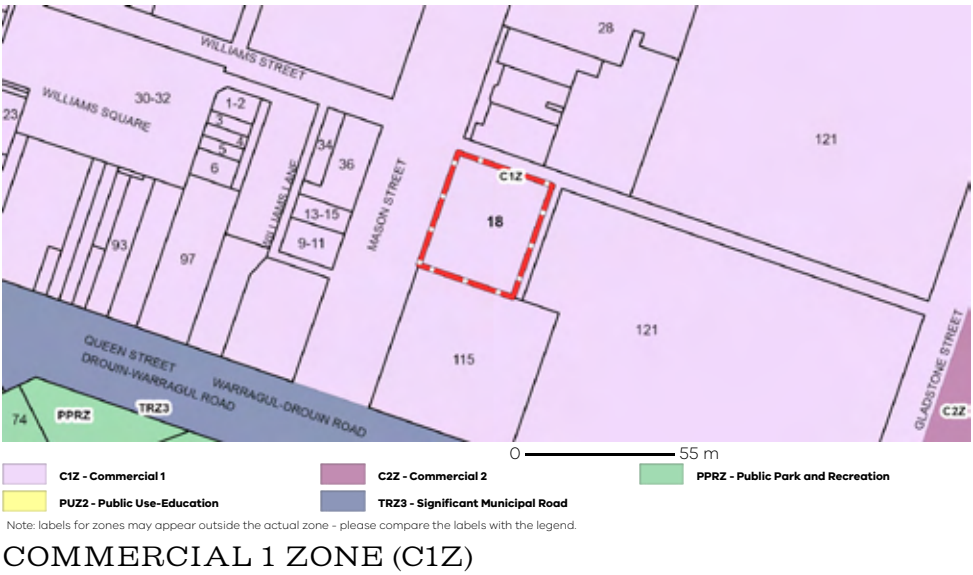 28
WILLIAMS STREET
30-32
WILLIAMS SQUARE
1-2
3
4
5
6
23
34
36
121
C1Z
18
MASON STREET
WILLIAMS LANE
13-15
9-11
93
97
121
115
QUEEN STREET
DROUIN-WARRAGUL ROAD
WARRAGUL-DROUIN ROAD
GLADSTONE STREET
74
PPRZ
TRZ3
C2Z
0 55 m
C1Z - Commercial 1
C2Z - Commercial 2
PPRZ - Public Park and Recreation
PUZ2 - Public Use-Education
TRZ3 - Significant Municipal Road
Note: labels for zones may appear outside the actual zone - please compare the labels with the legend.
COMMERCIAL 1 ZONE (C1Z)